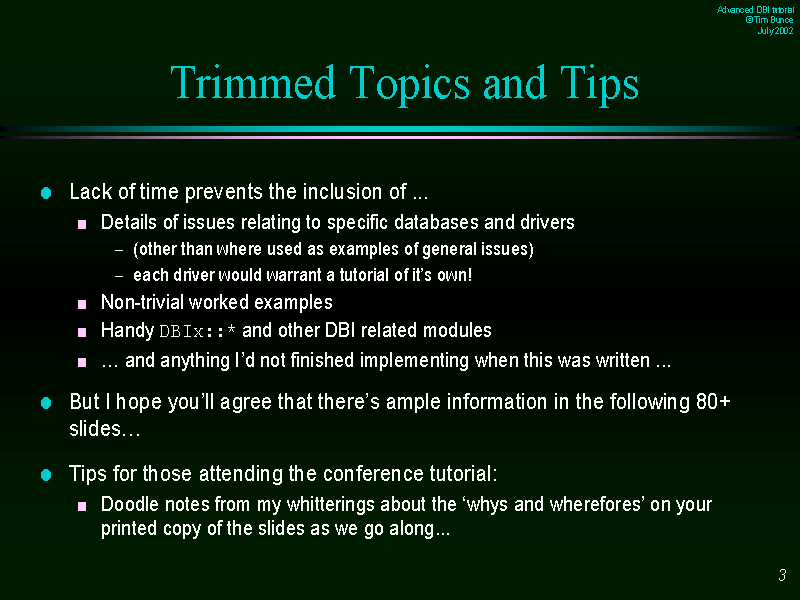 Advanced DBI tutorial
©Tim Bunce
July 2002
Trimmed Topics and Tips
Lack of time prevents the inclusion of ...
Details of issues relating to specific databases and drivers
– (other than where used as examples of general issues)
– each driver would warrant a tutorial of it’s own!
Non-trivial worked examples
Handy DBIx::* and other DBI related modules
… and anything I’d not finished implementing when this was written ...
But I hope you’ll agree that there’s ample information in the following 80+
slides…
Tips for those attending the conference tutorial:
Doodle notes from my whitterings about the ‘whys and wherefores’ on your
printed copy of the slides as we go along...
3